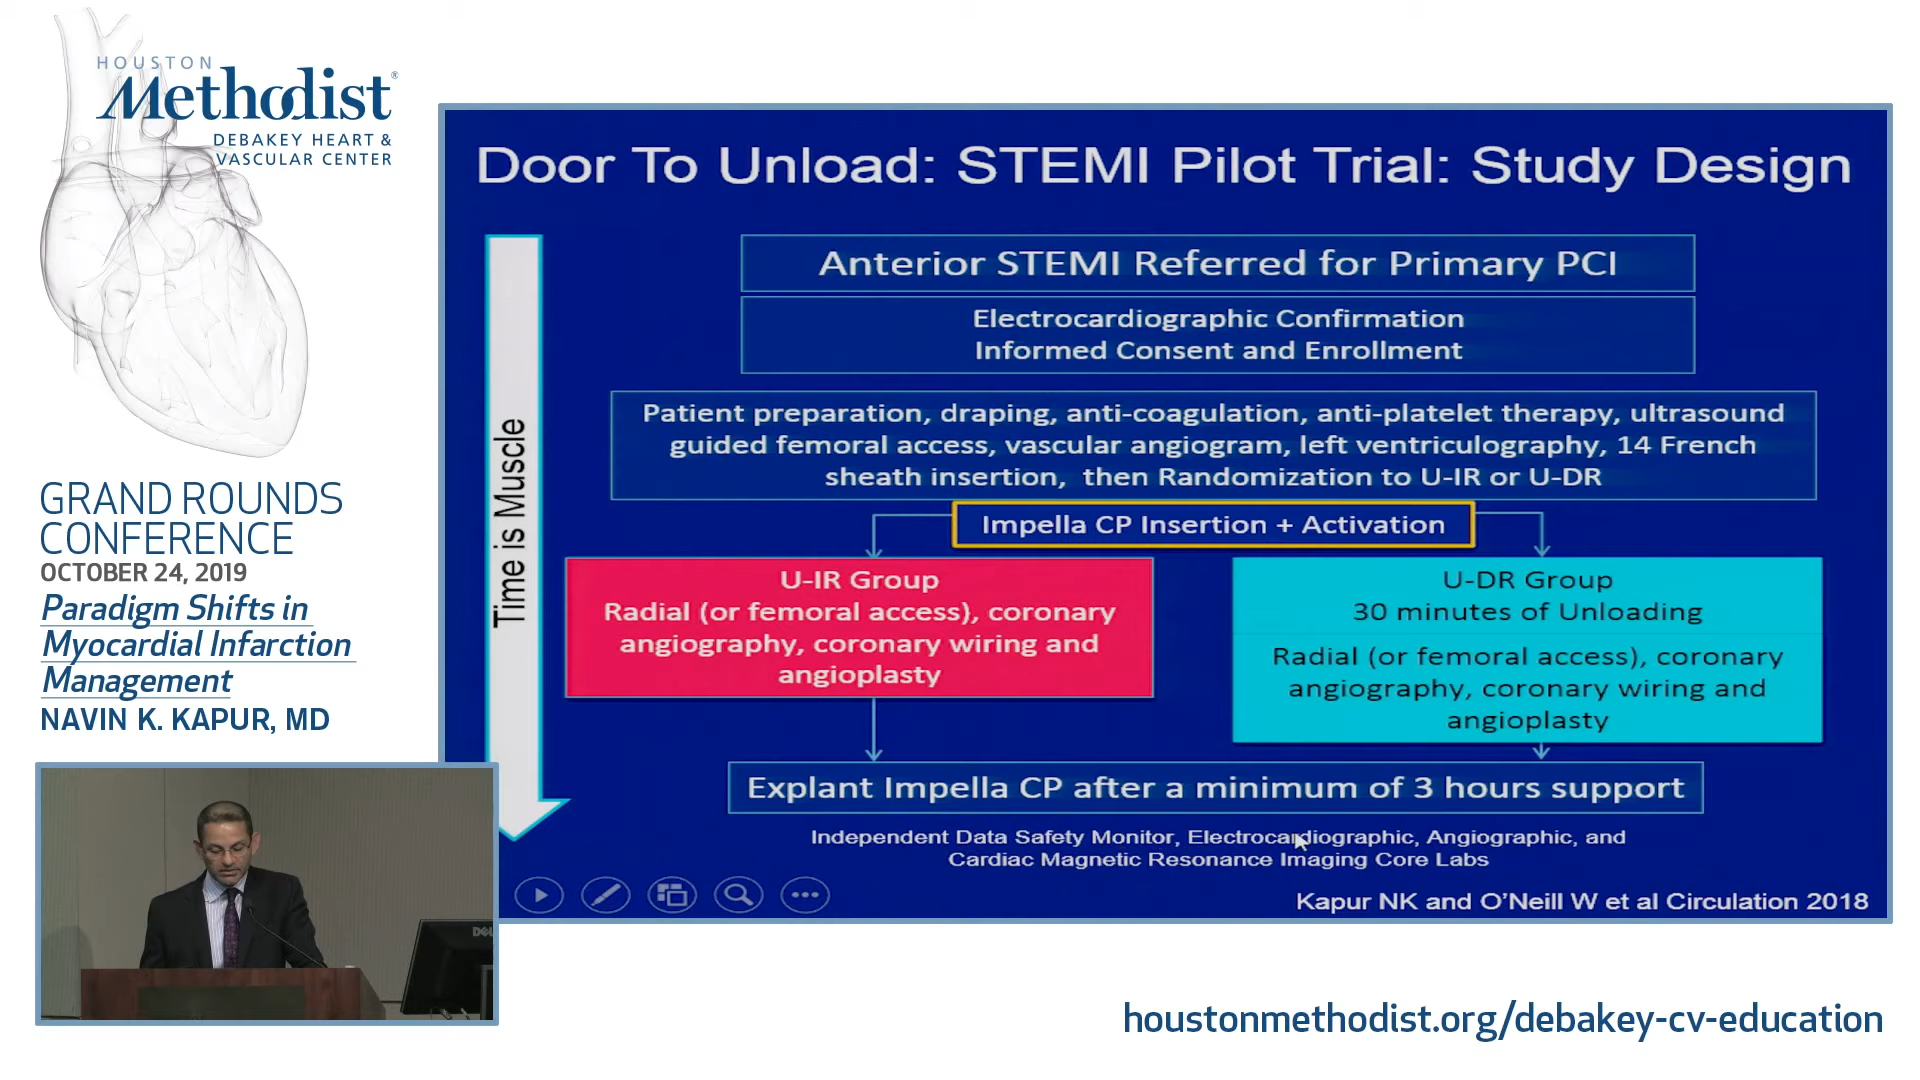 HOUSTON
Methodist®
DEBAKEY HEART &
VASCULAR CENTER
GRAND ROUNDS
CONFERENCE
OCTOBER 24, 2019
Paradigm Shifts in
Myocardial Infarction
Management
NAVIN K. KAPUR, MD
Door To Unload: STEMI Pilot Trial: Study Design
Time is Muscle
Anterior STEMI Referred for Primary PCI
Electrocardiographic Confirmation
Informed Consent and Enrollment
Patient preparation, draping, anti-coagulation, anti-platelet therapy, ultrasound
guided femoral access, vascular angiogram, left ventriculography, 14 French
sheath insertion, then Randomization to U-IR or U-DR
Impella CP Insertion + Activation
U-IR Group
Radial (or femoral access), coronary
angiography, coronary wiring and
angioplasty
U-DR Group
30 minutes of Unloading
Radial (or femoral access), coronary
angiography, coronary wiring and
angioplasty
Explant Impella CP after a minimum of 3 hours support
Independent Data Safety Monitor, Electrocardiographic, Angiographic, and
Cardiac Magnetic Resonance Imaging Core Labs
Kapur NK and O'Neill W et al Circulation 2018
DELL
houstonmethodist.org/debakey-cv-education